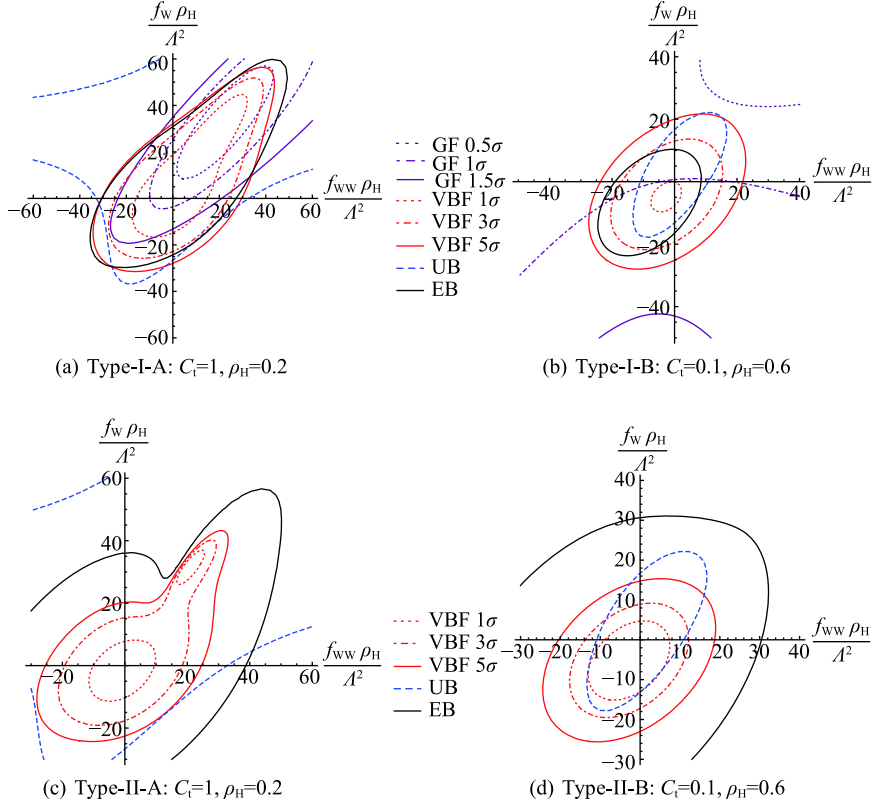 f_W ρ_H / Λ²
60
40
20
−60
−40
−20
20
40
60
−20
−40
−60
f_WW ρ_H / Λ²
(a) Type-I-A: C_t=1, ρ_H=0.2
GF 0.5σ
GF 1σ
GF 1.5σ
VBF 1σ
VBF 3σ
VBF 5σ
UB
EB
f_W ρ_H / Λ²
40
20
−40
−20
20
40
−20
−40
f_WW ρ_H / Λ²
(b) Type-I-B: C_t=0.1, ρ_H=0.6
f_W ρ_H / Λ²
60
40
20
−20
20
40
60
−20
f_WW ρ_H / Λ²
(c) Type-II-A: C_t=1, ρ_H=0.2
VBF 1σ
VBF 3σ
VBF 5σ
UB
EB
f_W ρ_H / Λ²
40
30
20
10
−30
−20
−10
10
20
30
40
−10
−20
−30
f_WW ρ_H / Λ²
(d) Type-II-B: C_t=0.1, ρ_H=0.6